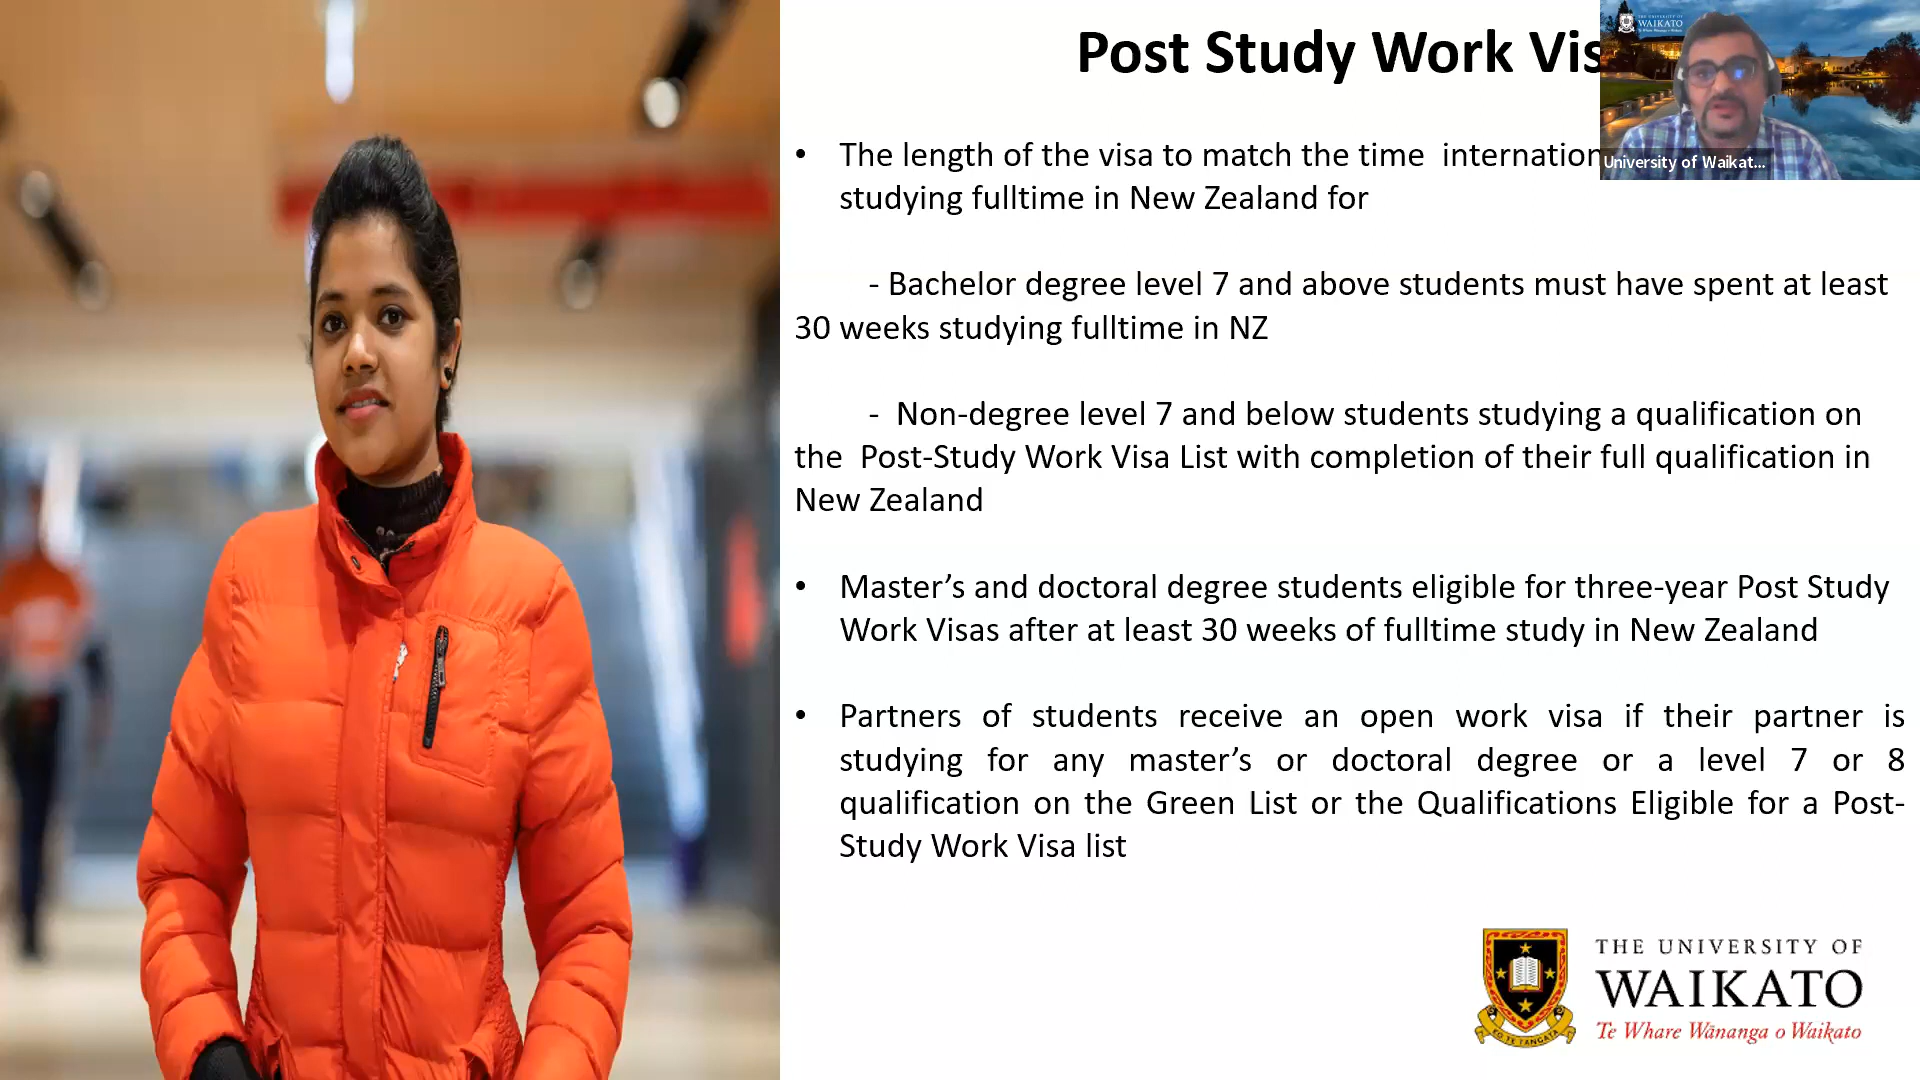 Post Study Work Vis
THE UNIVERSITY OF
WAIKATO
• The length of the visa to match the time internation
University of Waikat...
studying fulltime in New Zealand for
- Bachelor degree level 7 and above students must have spent at least
30 weeks studying fulltime in NZ
- Non-degree level 7 and below students studying a qualification on
the Post-Study Work Visa List with completion of their full qualification in
New Zealand
• Master’s and doctoral degree students eligible for three-year Post Study
Work Visas after at least 30 weeks of fulltime study in New Zealand
• Partners of students receive an open work visa if their partner is
studying for any master’s or doctoral degree or a level 7 or 8
qualification on the Green List or the Qualifications Eligible for a Post-
Study Work Visa list
THE UNIVERSITY OF
WAIKATO
Te Whare Wānanga o Waikato
KO TE TANGATA